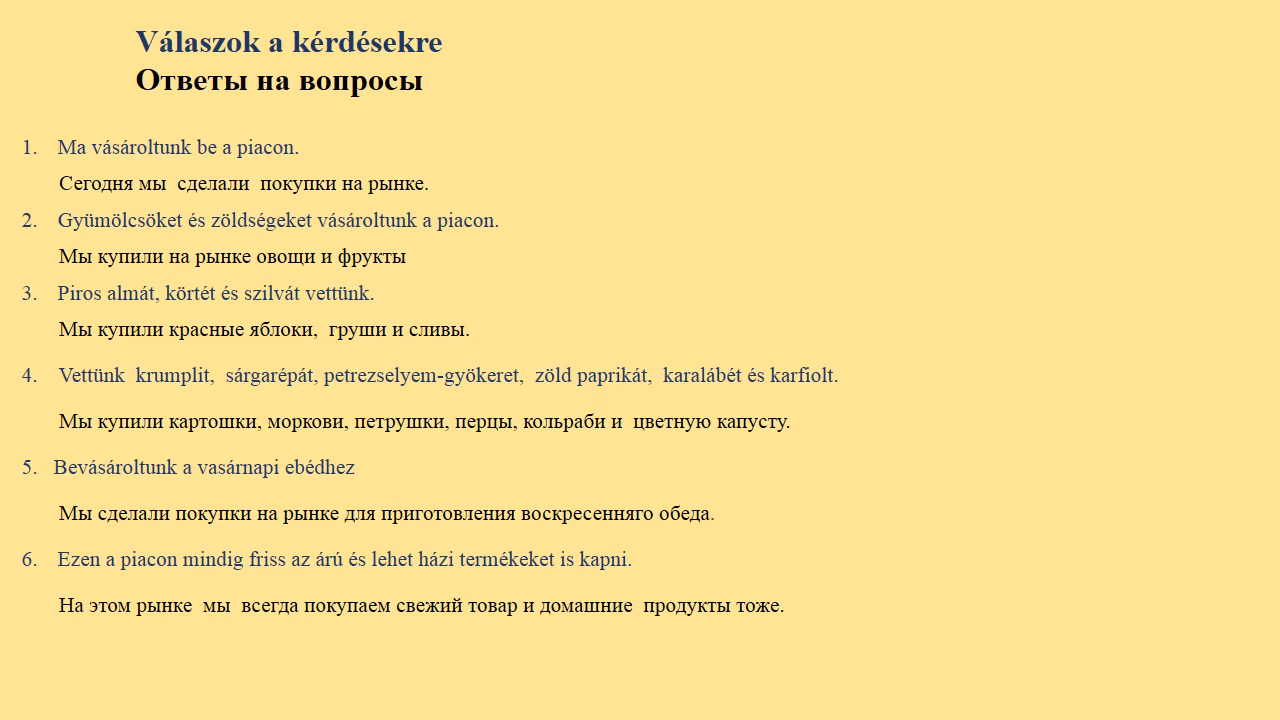 Válaszok a kérdésekre
Ответы на вопросы
1. Ma vásároltunk be a piacon.
Сегодня мы сделали покупки на рынке.
2. Gyümölcsöket és zöldségeket vásároltunk a piacon.
Мы купили на рынке овощи и фрукты
3. Piros almát, körtét és szilvát vettünk.
Мы купили красные яблоки, груши и сливы.
4. Vettünk krumplit, sárgarépát, petrezselyem-gyökeret, zöld paprikát, karalábét és karfiolt.
Мы купили картошки, моркови, петрушки, перцы, кольраби и цветную капусту.
5. Bevásároltunk a vasárnapi ebédhez
Мы сделали покупки на рынке для приготовления воскресенняго обеда.
6. Ezen a piacon mindig friss az árú és lehet házi termékeket is kapni.
На этом рынке мы всегда покупаем свежий товар и домашние продукты тоже.